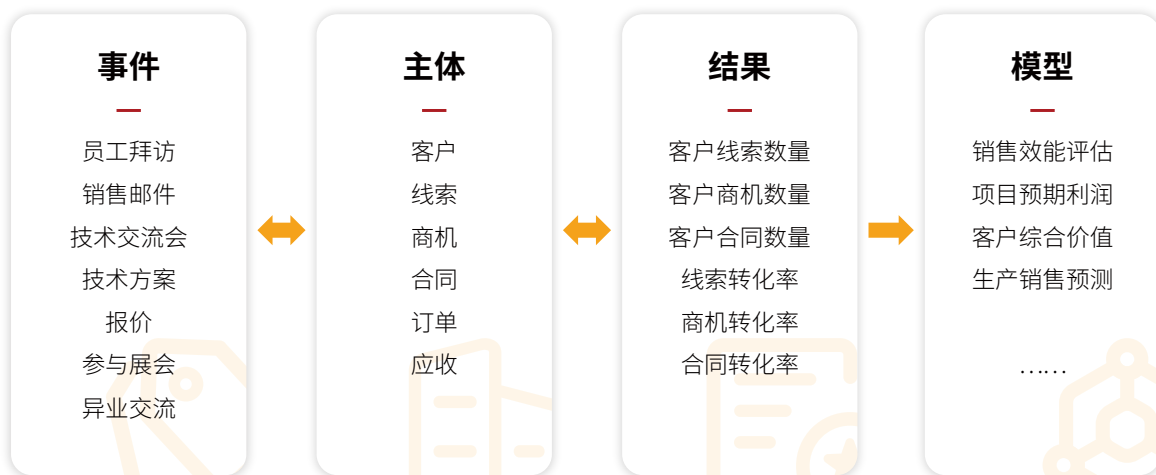 事件
员工拜访
销售邮件
技术交流会
技术方案
报价
参与展会
异业交流
主体
客户
线索
商机
合同
订单
应收
结果
客户线索数量
客户商机数量
客户合同数量
线索转化率
商机转化率
合同转化率
模型
销售效能评估
项目预期利润
客户综合价值
生产销售预测
……